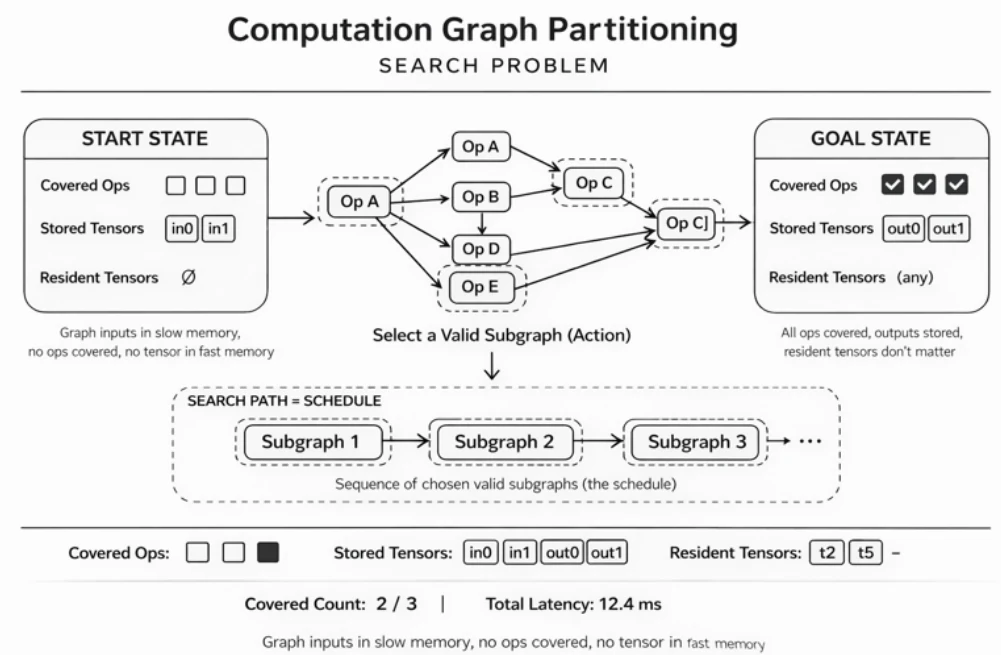 Computation Graph Partitioning
SEARCH PROBLEM
START STATE
Covered Ops
Stored Tensors in0 in1
Resident Tensors Ø
Graph inputs in slow memory,
no ops covered, no tensor in fast memory
Op A
Op A
Op B
Op D
Op E
Op C
Op C]
Select a Valid Subgraph (Action)
GOAL STATE
Covered Ops
Stored Tensors out0 out1
Resident Tensors (any)
All ops covered, outputs stored,
resident tensors don't matter
SEARCH PATH = SCHEDULE
Subgraph 1 Subgraph 2 Subgraph 3 ...
Sequence of chosen valid subgraphs (the schedule)
Covered Ops: Stored Tensors: in0 in1 out0 out1 Resident Tensors: t2 t5 –
Covered Count: 2 / 3 | Total Latency: 12.4 ms
Graph inputs in slow memory, no ops covered, no tensor in fast memory